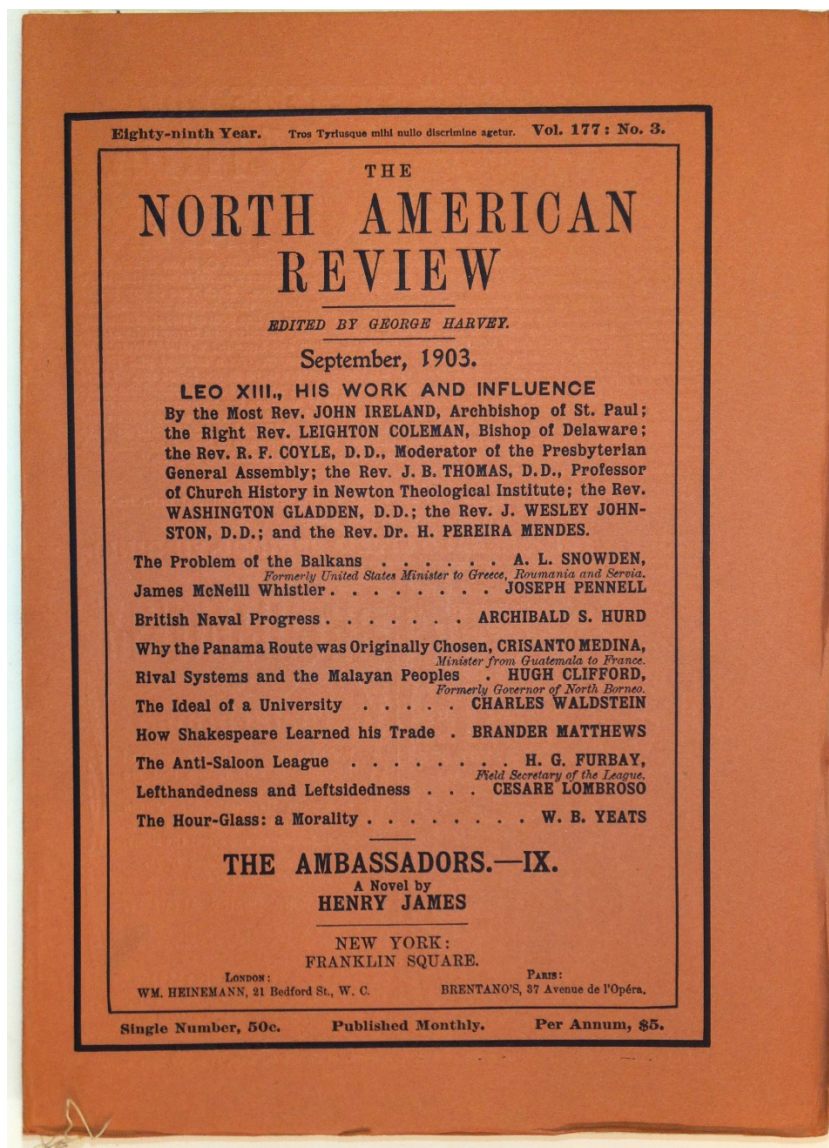 Eighty-ninth Year. Tros Tyriusque mihi nullo discrimine agetur. Vol. 177: No. 3.
THE
NORTH AMERICAN
REVIEW
EDITED BY GEORGE HARVEY.
September, 1903.
LEO XIII., HIS WORK AND INFLUENCE
By the Most Rev. JOHN IRELAND, Archbishop of St. Paul;
the Right Rev. LEIGHTON COLEMAN, Bishop of Delaware;
the Rev. R. F. COYLE, D.D., Moderator of the Presbyterian
General Assembly; the Rev. J. B. THOMAS, D.D., Professor
of Church History in Newton Theological Institute; the Rev.
WASHINGTON GLADDEN, D.D.; the Rev. J. WESLEY JOHN-
STON, D.D.; and the Rev. Dr. H. PEREIRA MENDES.
The Problem of the Balkans . . . . . . A. L. SNOWDEN,
Formerly United States Minister to Greece, Roumania and Servia.
James McNeill Whistler . . . . . . . . JOSEPH PENNELL
British Naval Progress . . . . . . . ARCHIBALD S. HURD
Why the Panama Route was Originally Chosen, CRISANTO MEDINA,
Minister from Guatemala to France.
Rival Systems and the Malayan Peoples . HUGH CLIFFORD,
Formerly Governor of North Borneo.
The Ideal of a University . . . . . CHARLES WALDSTEIN
How Shakespeare Learned his Trade . BRANDER MATTHEWS
The Anti-Saloon League . . . . . . . . H. G. FURBAY,
Field Secretary of the League.
Lefthandedness and Leftsidedness . . . CESARE LOMBROSO
The Hour-Glass: a Morality . . . . . . . . W. B. YEATS
THE AMBASSADORS.—IX.
A Novel by
HENRY JAMES
NEW YORK:
FRANKLIN SQUARE.
LONDON: PARIS:
WM. HEINEMANN, 21 Bedford St., W. C. BRENTANO'S, 37 Avenue de l'Opéra.
Single Number, 50c. Published Monthly. Per Annum, $5.